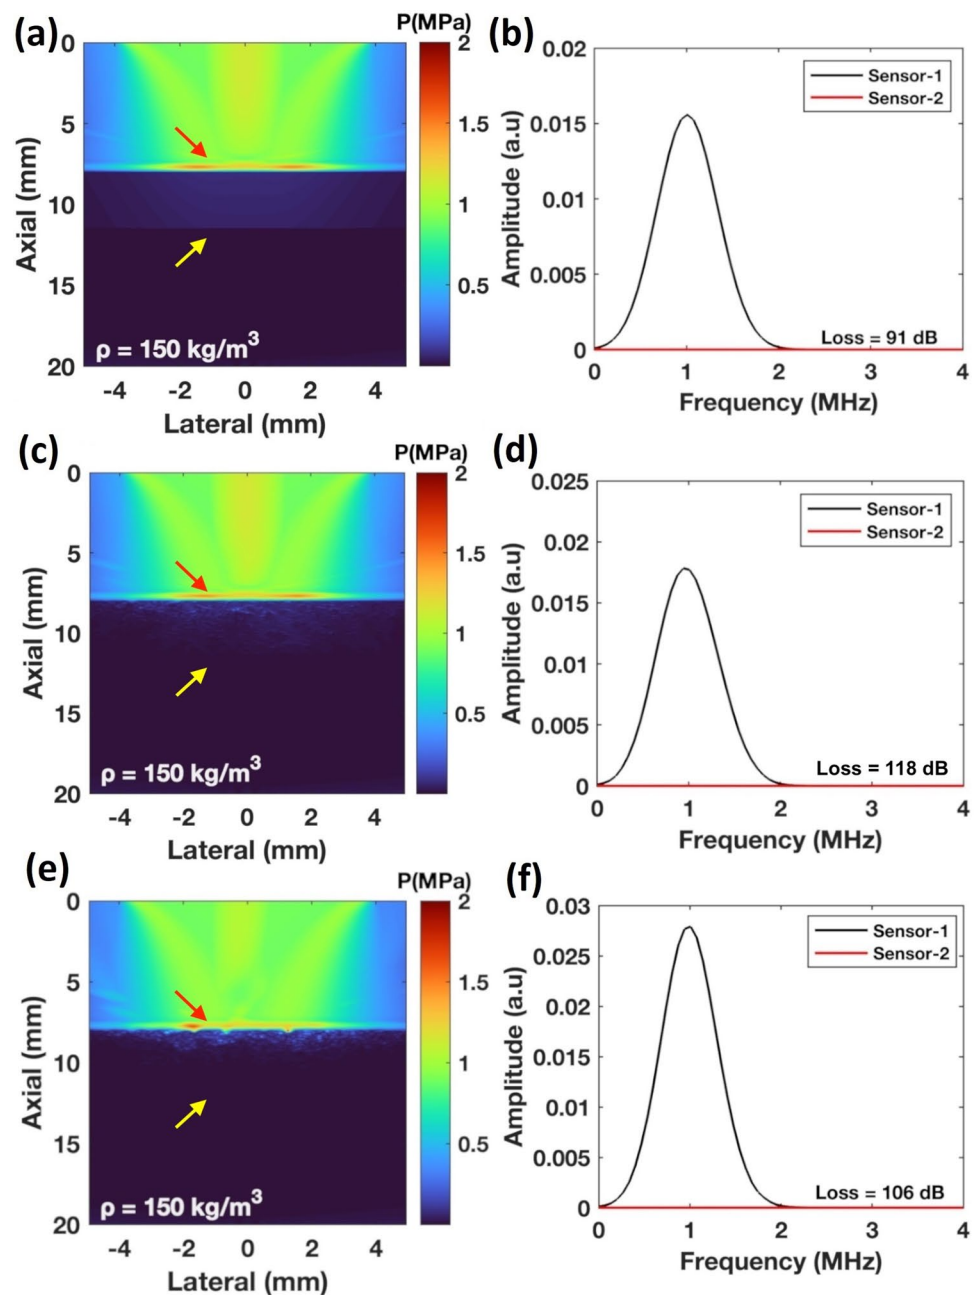 (a)
P(MPa)
2
1.5
1
0.5
0
5
10
15
20
Axial (mm)
ρ = 150 kg/m³
-4 -2 0 2 4
Lateral (mm)
(b)
0.02
0.015
0.01
0.005
0
Amplitude (a.u)
Sensor-1
Sensor-2
Loss = 91 dB
0 1 2 3 4
Frequency (MHz)
(c)
P(MPa)
2
1.5
1
0.5
0
5
10
15
20
Axial (mm)
ρ = 150 kg/m³
-4 -2 0 2 4
Lateral (mm)
(d)
0.025
0.02
0.015
0.01
0.005
0
Amplitude (a.u)
Sensor-1
Sensor-2
Loss = 118 dB
0 1 2 3 4
Frequency (MHz)
(e)
P(MPa)
2
1.5
1
0.5
0
5
10
15
20
Axial (mm)
ρ = 150 kg/m³
-4 -2 0 2 4
Lateral (mm)
(f)
0.03
0.025
0.02
0.015
0.01
0.005
0
Amplitude (a.u)
Sensor-1
Sensor-2
Loss = 106 dB
0 1 2 3 4
Frequency (MHz)